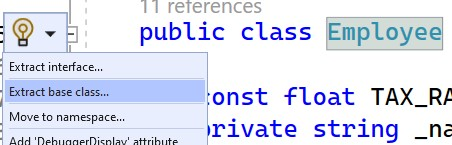 11 references
public class Employee
Extract interface...
Extract base class...
const float TAX_RA
Move to namespace...
private string _na
Add 'DebuggerDisplay' attribute